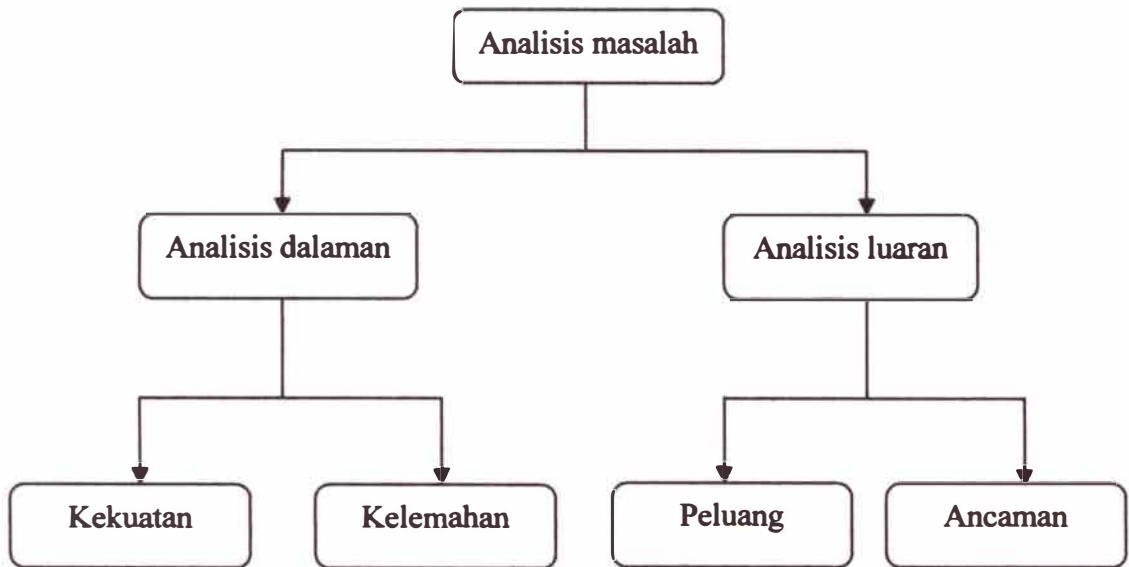 Analisis masalah
Analisis dalaman
Analisis luaran
Kekuatan
Kelemahan
Peluang
Ancaman